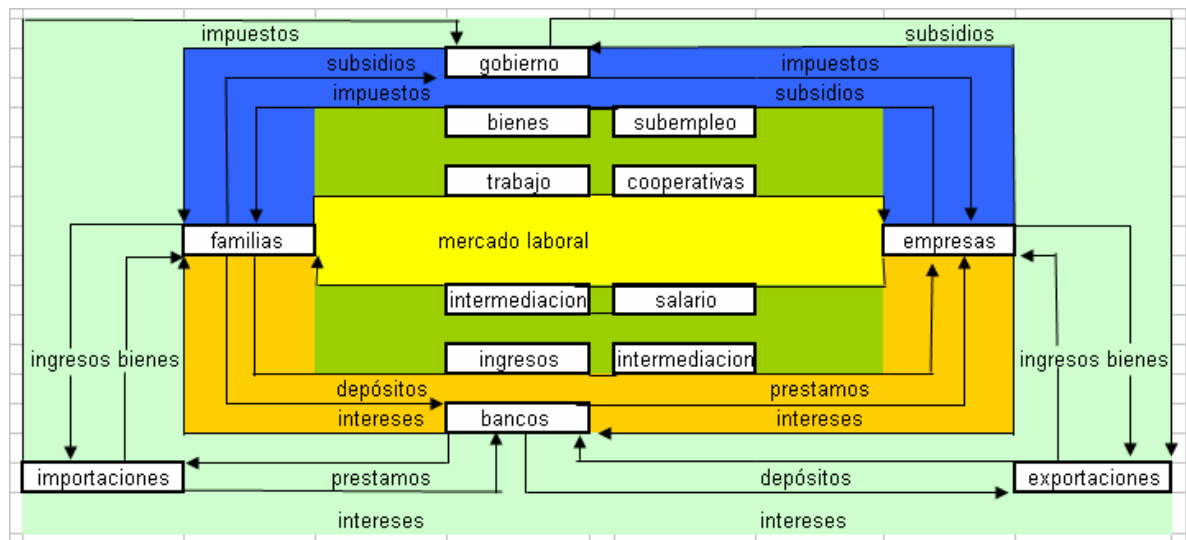 impuestos subsidios
subsidios gobierno impuestos
impuestos subsidios
bienes subempleo
trabajo cooperativas
familias mercado laboral empresas
intermediacion salario
ingresos bienes ingresos intermediacion ingresos bienes
depósitos prestamos
intereses bancos intereses
importaciones prestamos depósitos exportaciones
intereses intereses